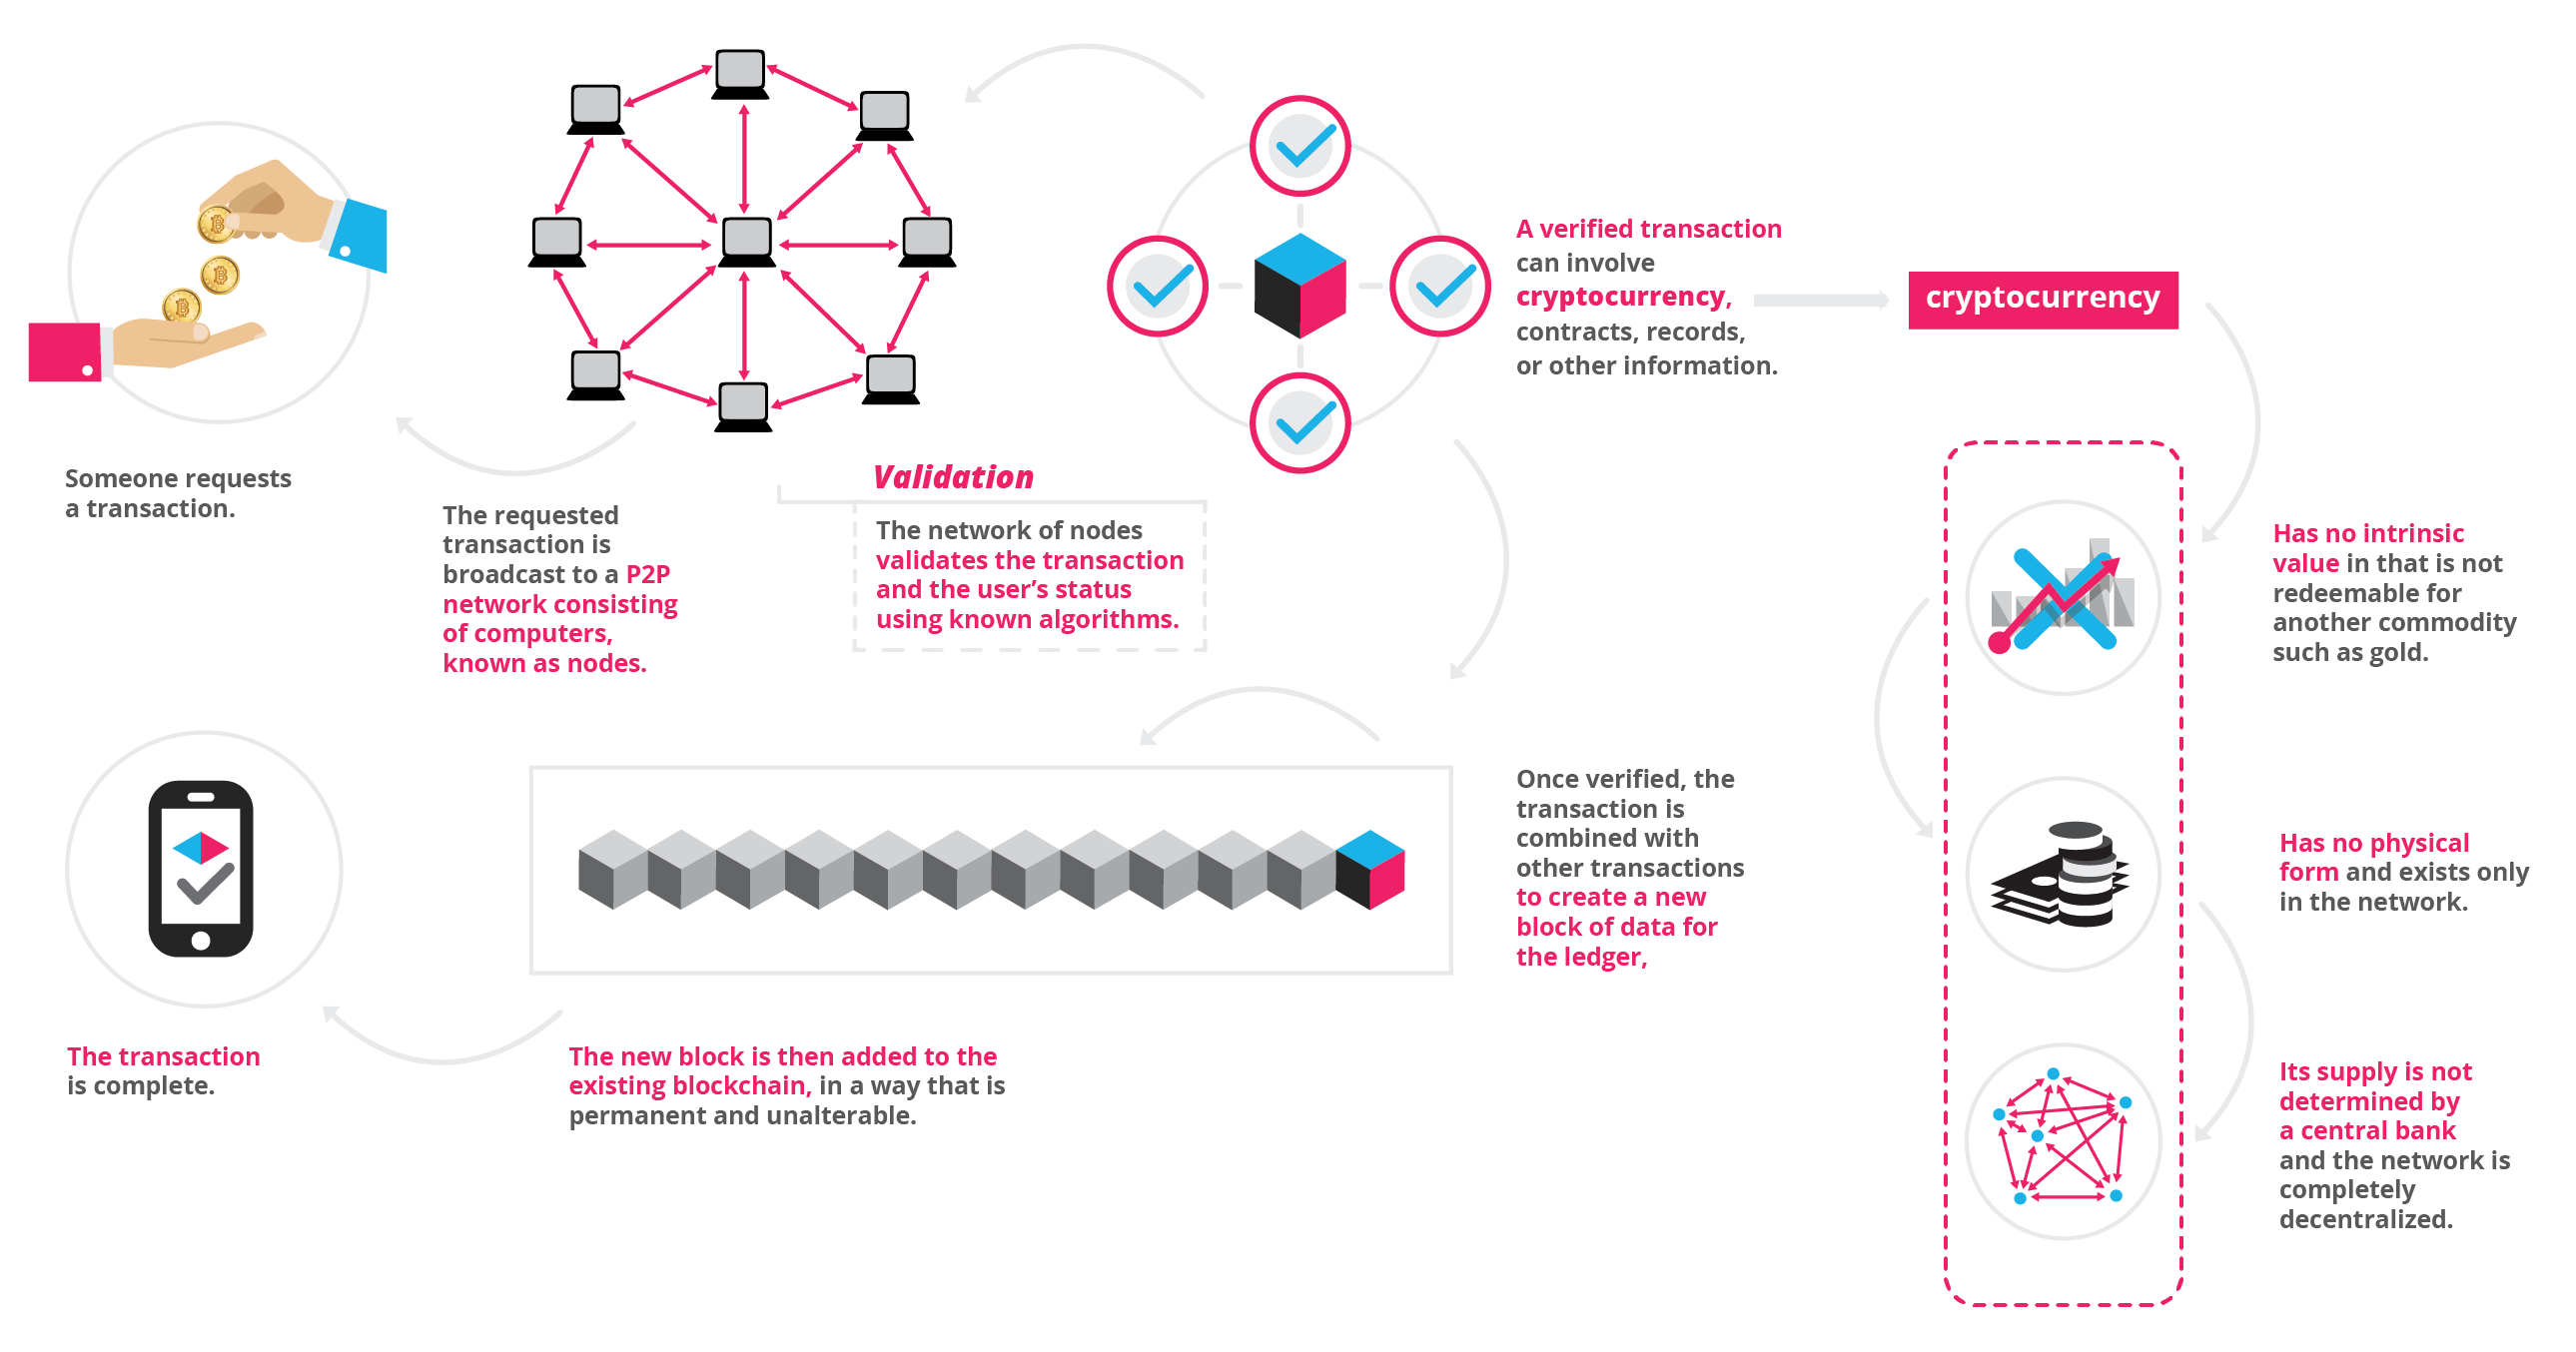 Someone requests
a transaction.
The requested
transaction is
broadcast to a P2P
network consisting
of computers,
known as nodes.
Validation
The network of nodes
validates the transaction
and the user's status
using known algorithms.
A verified transaction
can involve
cryptocurrency,
contracts, records,
or other information.
cryptocurrency
Has no intrinsic
value in that is not
redeemable for
another commodity
such as gold.
Has no physical
form and exists only
in the network.
Its supply is not
determined by
a central bank
and the network is
completely
decentralized.
Once verified, the
transaction is
combined with
other transactions
to create a new
block of data for
the ledger,
The new block is then added to the
existing blockchain, in a way that is
permanent and unalterable.
The transaction
is complete.